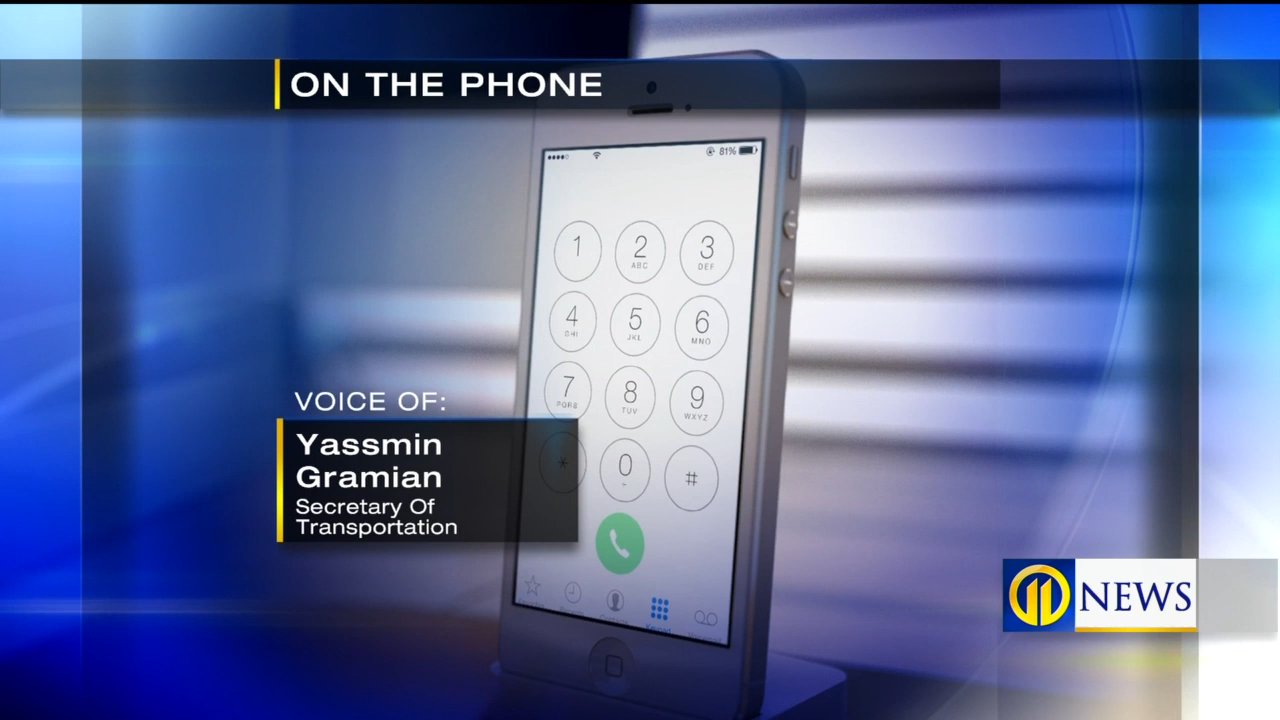 ON THE PHONE
81%
1
2
ABC
3
DEF
4
GHI
5
JKL
6
MNO
7
PQRS
8
TUV
9
WXYZ
*
0
+
#
VOICE OF:
Yassmin
Gramian
Secretary Of
Transportation
11 NEWS